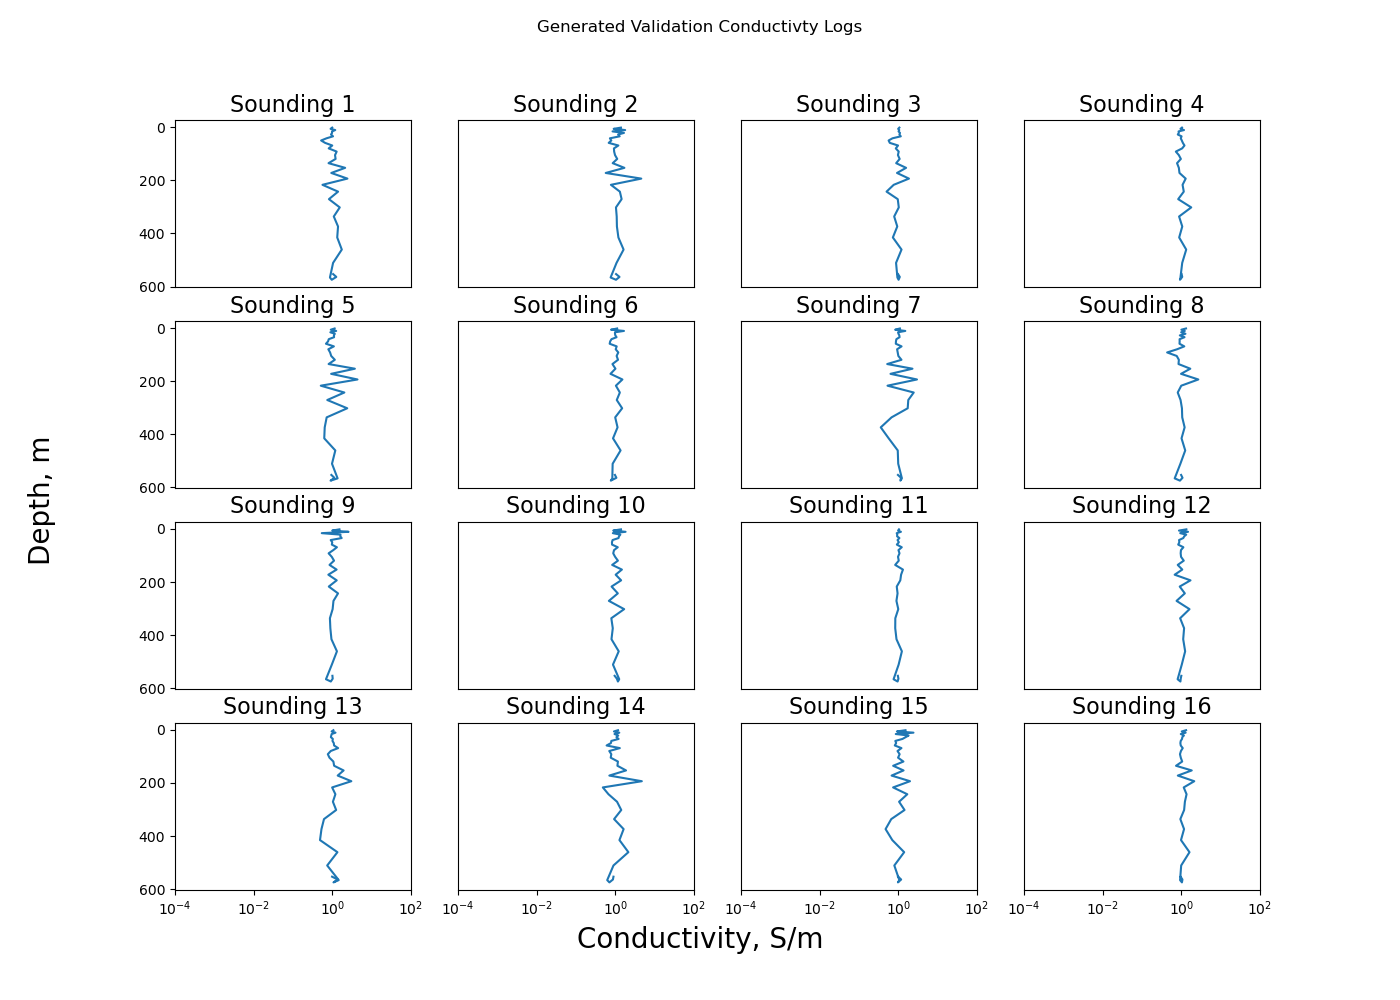 Generated Validation Conductivty Logs
Sounding 1 Sounding 2 Sounding 3 Sounding 4
0
200
400
600
Sounding 5 Sounding 6 Sounding 7 Sounding 8
0
200
400
600
Sounding 9 Sounding 10 Sounding 11 Sounding 12
0
200
400
600
Sounding 13 Sounding 14 Sounding 15 Sounding 16
0
200
400
600
10⁻⁴ 10⁻² 10⁰ 10² 10⁻⁴ 10⁻² 10⁰ 10² 10⁻⁴ 10⁻² 10⁰ 10² 10⁻⁴ 10⁻² 10⁰ 10²
Depth, m
Conductivity, S/m